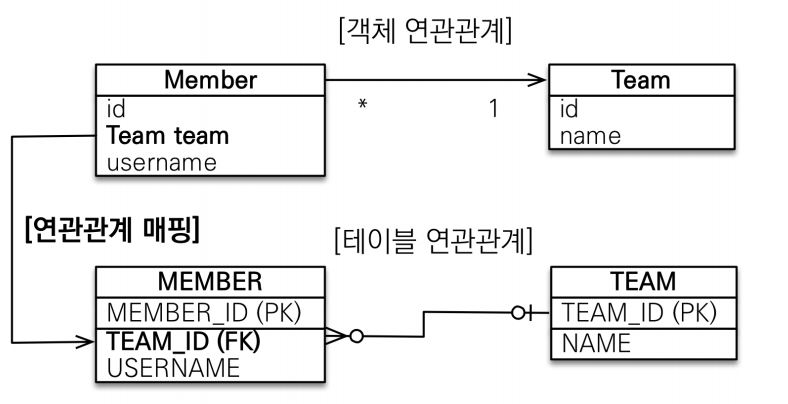 [객체 연관관계]
Member
Team
id
Team team
username
*
1
id
name
[연관관계 매핑]
[테이블 연관관계]
MEMBER
MEMBER_ID (PK)
TEAM_ID (FK)
USERNAME
TEAM
TEAM_ID (PK)
NAME